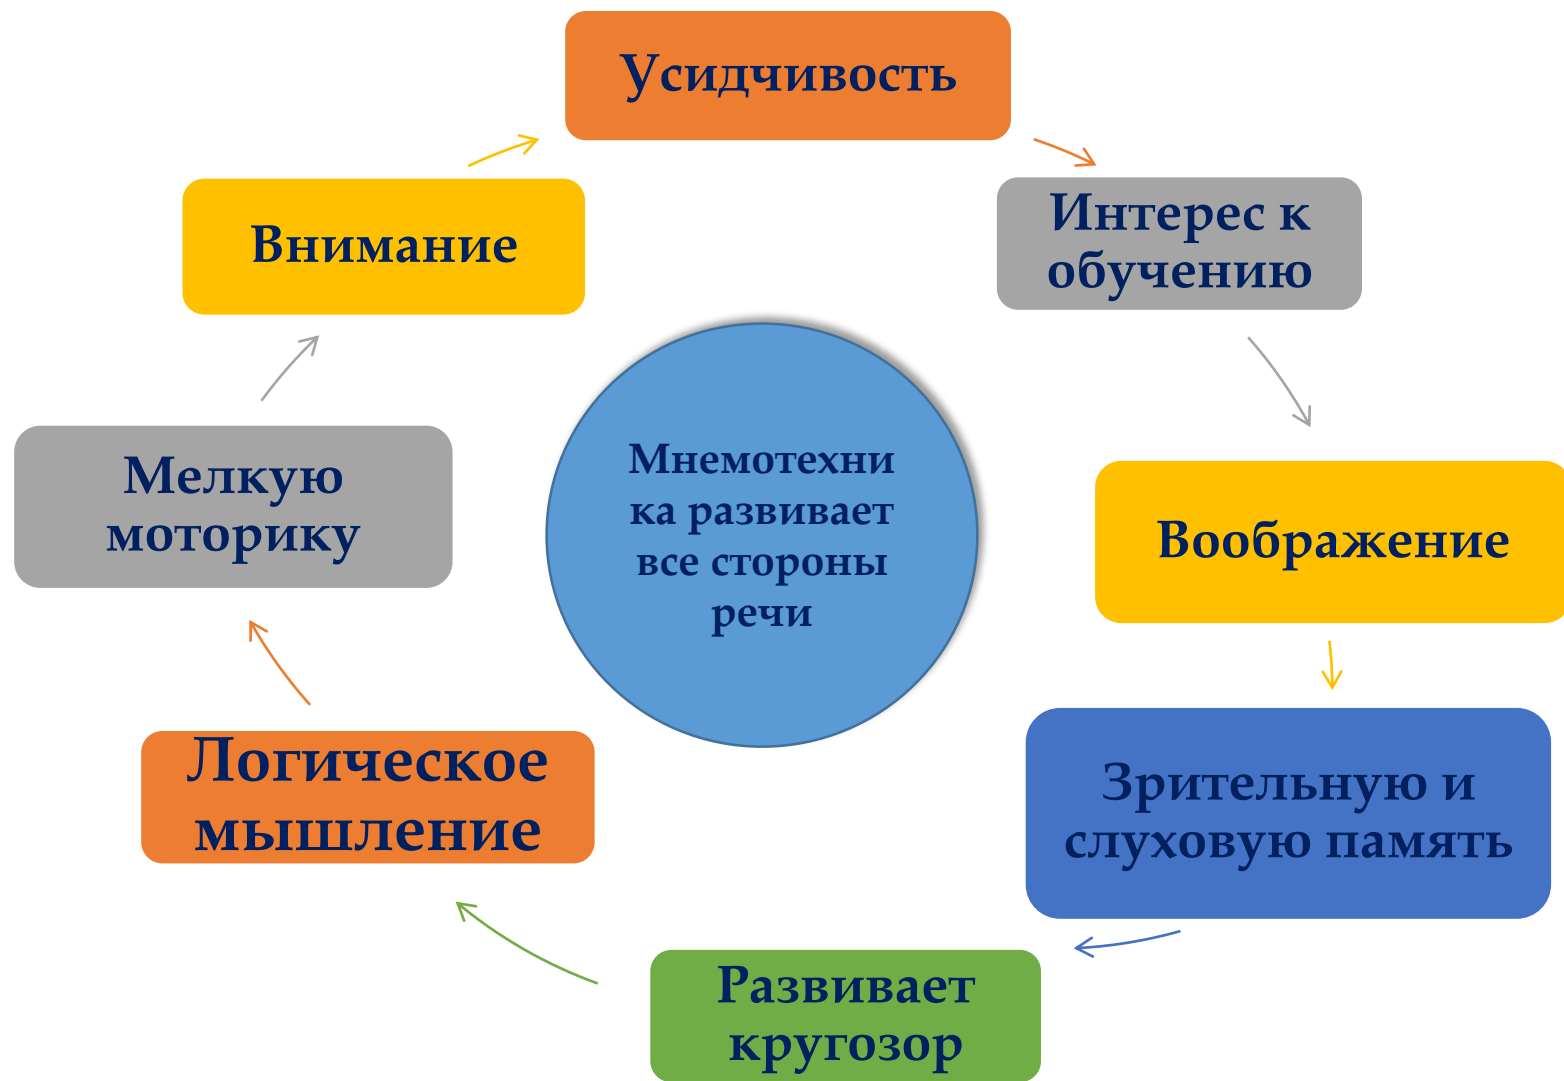 Усидчивость
Интерес к
обучению
Воображение
Зрительную и
слуховую память
Развивает
кругозор
Логическое
мышление
Мелкую
моторику
Внимание
Мнемотехни
ка развивает
все стороны
речи